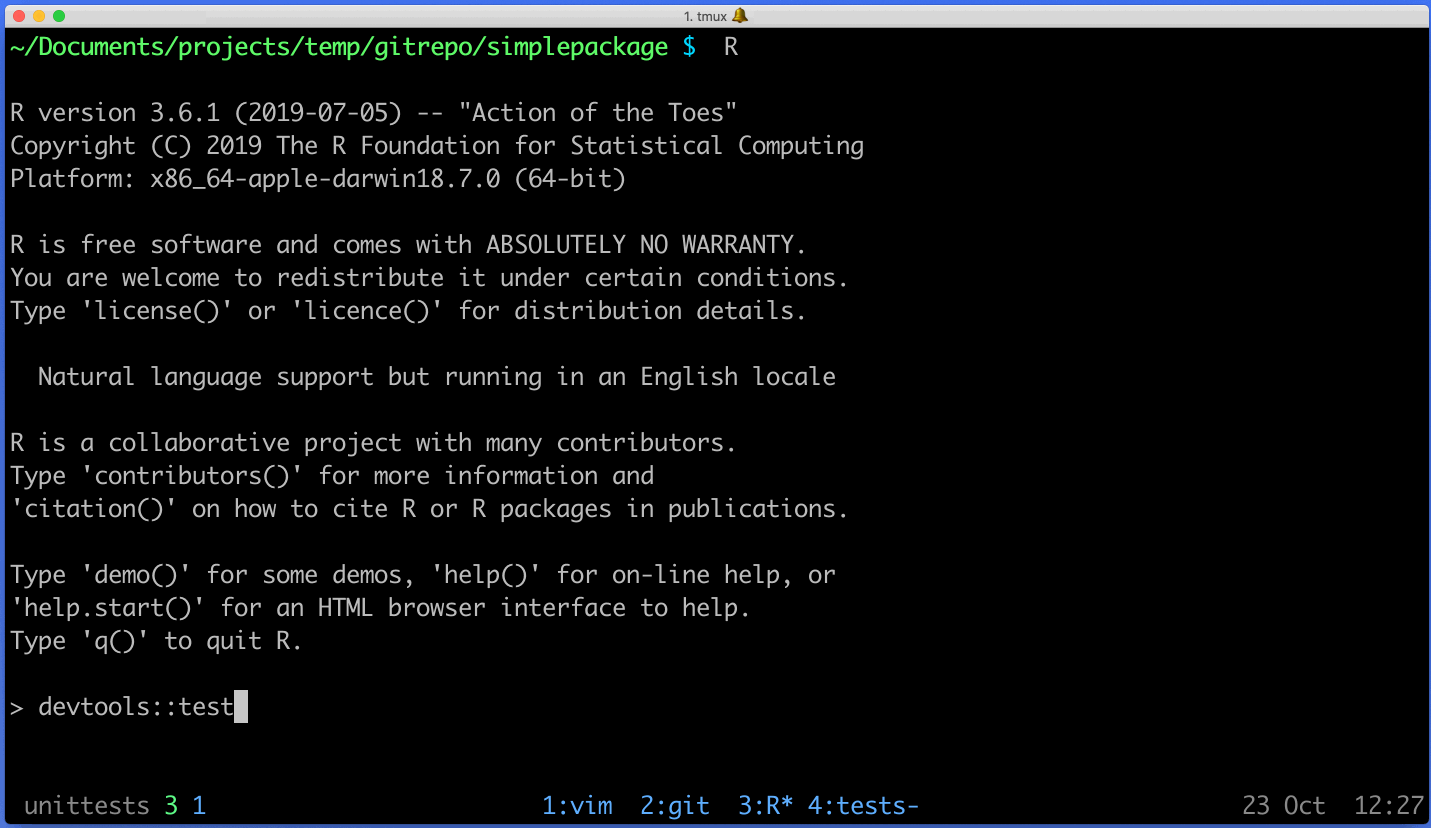 1. tmux 🔔
~/Documents/projects/temp/gitrepo/simplepackage $  R
R version 3.6.1 (2019-07-05) -- "Action of the Toes"
Copyright (C) 2019 The R Foundation for Statistical Computing
Platform: x86_64-apple-darwin18.7.0 (64-bit)
R is free software and comes with ABSOLUTELY NO WARRANTY.
You are welcome to redistribute it under certain conditions.
Type 'license()' or 'licence()' for distribution details.
  Natural language support but running in an English locale
R is a collaborative project with many contributors.
Type 'contributors()' for more information and
'citation()' on how to cite R or R packages in publications.
Type 'demo()' for some demos, 'help()' for on-line help, or
'help.start()' for an HTML browser interface to help.
Type 'q()' to quit R.
> devtools::test
unittests 3 1 1:vim 2:git 3:R* 4:tests- 23 Oct 12:27